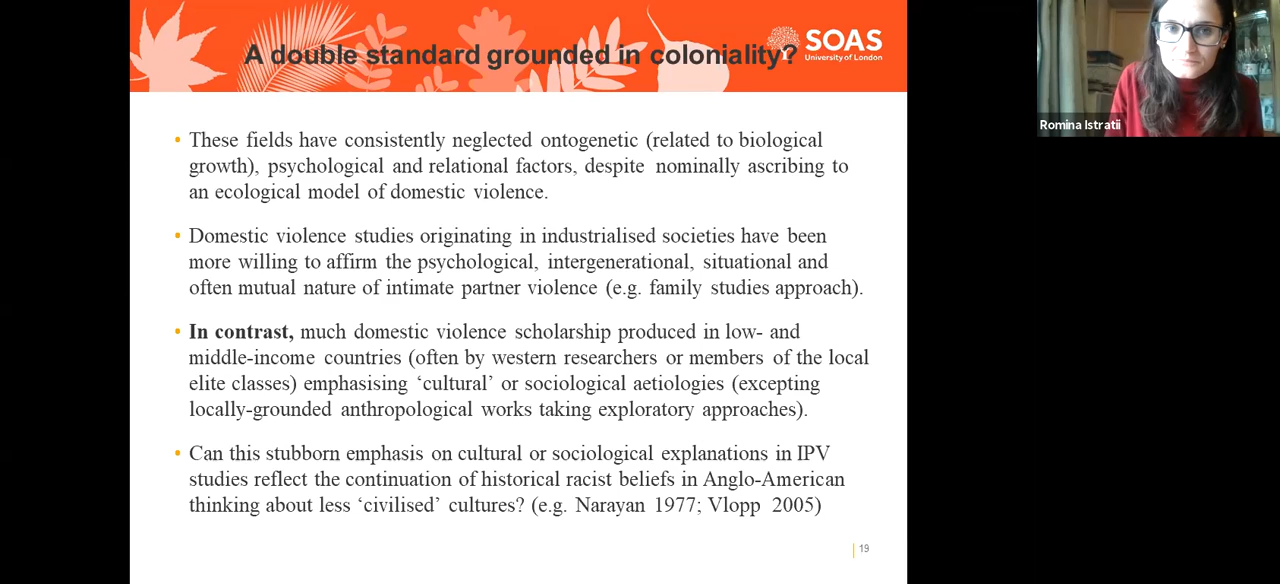 A double standard grounded in coloniality?
SOAS
University of London
• These fields have consistently neglected ontogenetic (related to biological
growth), psychological and relational factors, despite nominally ascribing to
an ecological model of domestic violence.
• Domestic violence studies originating in industrialised societies have been
more willing to affirm the psychological, intergenerational, situational and
often mutual nature of intimate partner violence (e.g. family studies approach).
• In contrast, much domestic violence scholarship produced in low- and
middle-income countries (often by western researchers or members of the local
elite classes) emphasising ‘cultural’ or sociological aetiologies (excepting
locally-grounded anthropological works taking exploratory approaches).
• Can this stubborn emphasis on cultural or sociological explanations in IPV
studies reflect the continuation of historical racist beliefs in Anglo-American
thinking about less ‘civilised’ cultures? (e.g. Narayan 1977; Vlopp 2005)
19
Romina Istratii